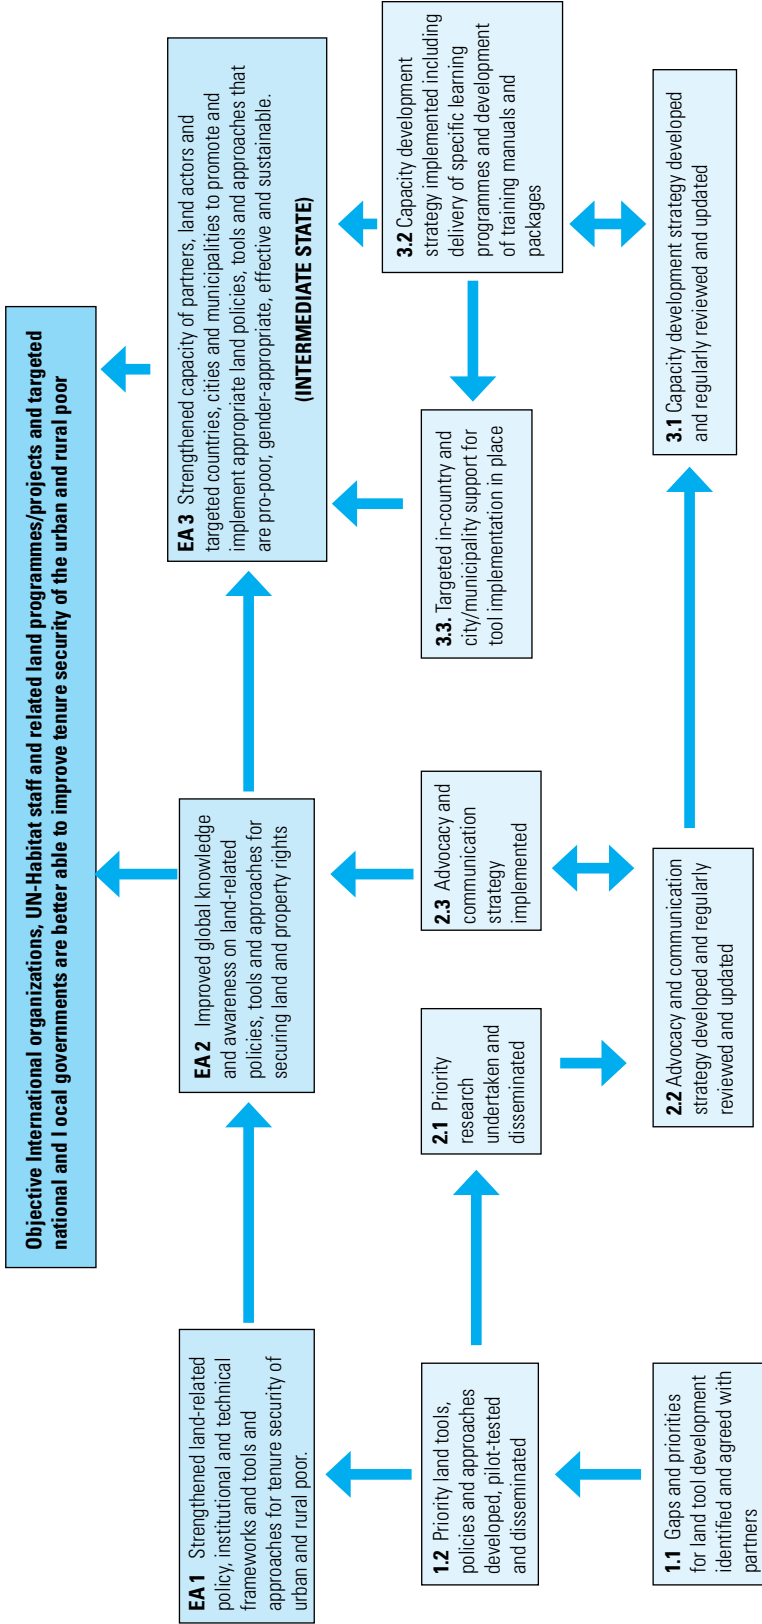 Objective International organizations, UN-Habitat staff and related land programmes/projects and targeted
national and l ocal governments are better able to improve tenure security of the urban and rural poor
EA 1 Strengthened land-related
policy, institutional and technical
frameworks and tools and
approaches for tenure security of
urban and rural poor.
EA 2 Improved global knowledge
and awareness on land-related
policies, tools and approaches for
securing land and property rights
EA 3 Strengthened capacity of partners, land actors and
targeted countries, cities and municipalities to promote and
implement appropriate land policies, tools and approaches that
are pro-poor, gender-appropriate, effective and sustainable.
(INTERMEDIATE STATE)
1.2 Priority land tools,
policies and approaches
developed, pilot-tested
and disseminated
2.1 Priority
research
undertaken and
disseminated
2.3 Advocacy and
communication
strategy
implemented
3.3. Targeted in-country and
city/municipality support for
tool implementation in place
3.2 Capacity development
strategy implemented including
delivery of specific learning
programmes and development
of training manuals and
packages
1.1 Gaps and priorities
for land tool development
identified and agreed with
partners
2.2 Advocacy and communication
strategy developed and regularly
reviewed and updated
3.1 Capacity development strategy developed
and regularly reviewed and updated